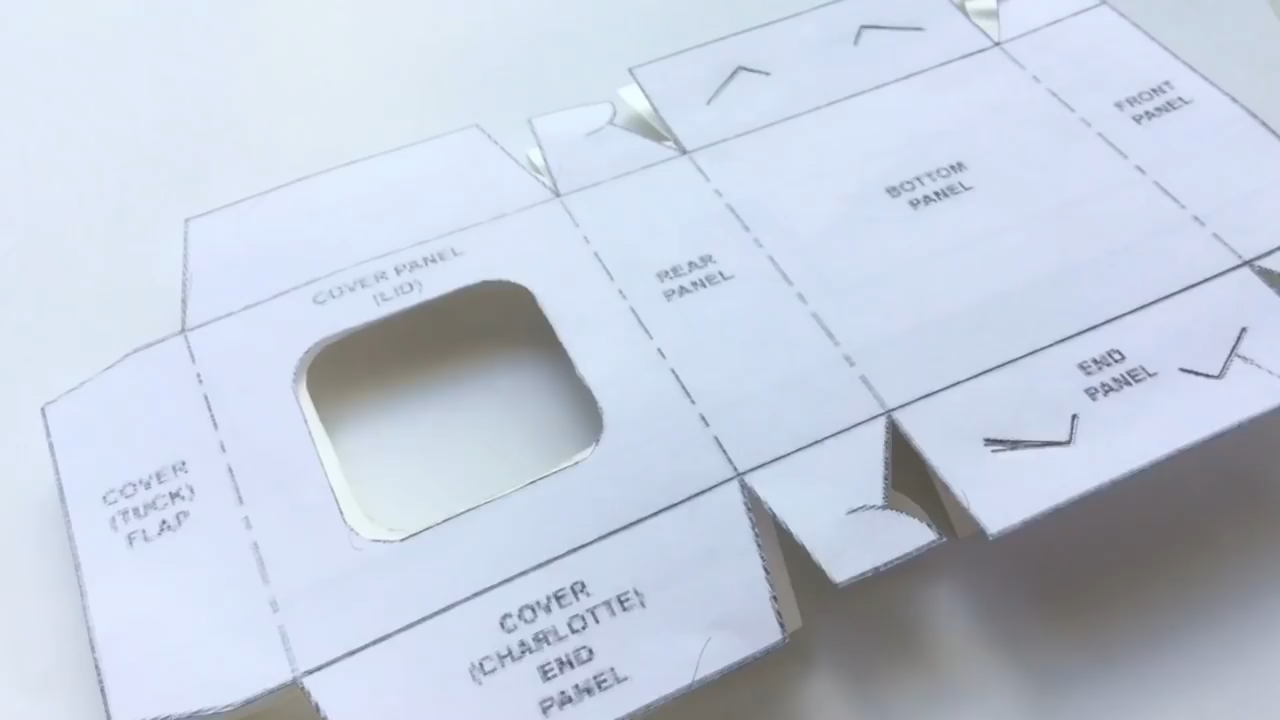 FRONT
PANEL
BOTTOM
PANEL
REAR
PANEL
COVER PANEL
(LID)
END
PANEL
COVER
(TUCK)
FLAP
COVER
(CHARLOTTE)
END
PANEL